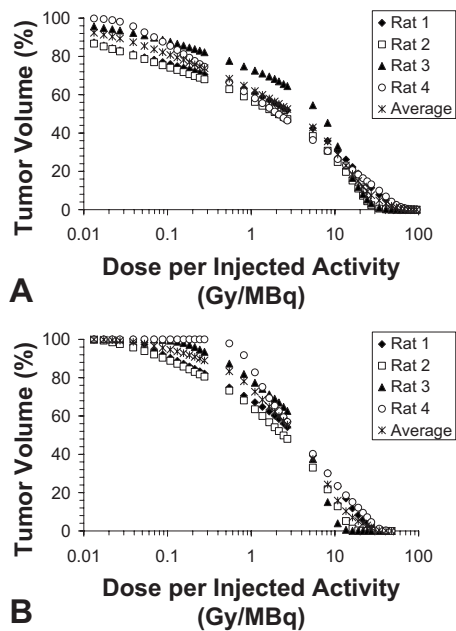 100
80
60
40
20
0
Tumor Volume (%)
0.01 0.1 1 10 100
Dose per Injected Activity
(Gy/MBq)
Rat 1
Rat 2
Rat 3
Rat 4
Average
A
100
80
60
40
20
0
Tumor Volume (%)
0.01 0.1 1 10 100
Dose per Injected Activity
(Gy/MBq)
Rat 1
Rat 2
Rat 3
Rat 4
Average
B